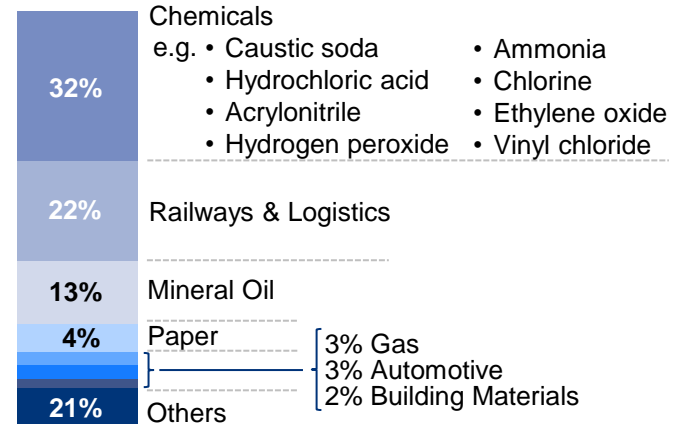 Chemicals
e.g. • Caustic soda
• Hydrochloric acid
• Acrylonitrile
• Hydrogen peroxide
• Ammonia
• Chlorine
• Ethylene oxide
• Vinyl chloride
32%
22%
Railways & Logistics
13%
Mineral Oil
4%
Paper
3% Gas
3% Automotive
2% Building Materials
21%
Others